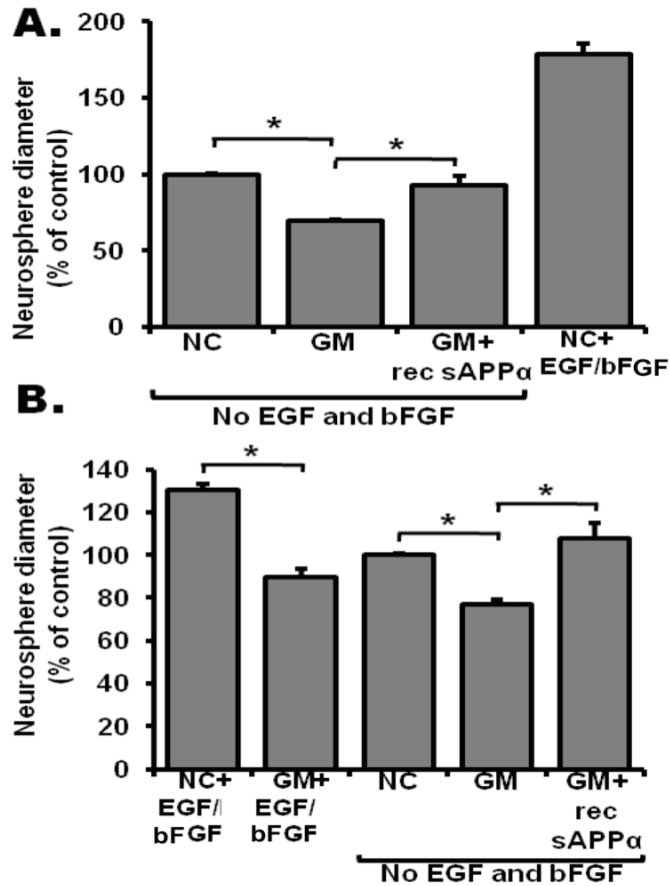 A.
Neurosphere diameter
(% of control)
200
150
100
50
0
*
*
NC
GM
GM+
rec sAPPα
NC+
EGF/bFGF
No EGF and bFGF
B.
Neurosphere diameter
(% of control)
140
120
100
80
60
40
20
0
*
*
*
NC+
EGF/
bFGF
GM+
EGF/
bFGF
NC
GM
GM+
rec
sAPPα
No EGF and bFGF